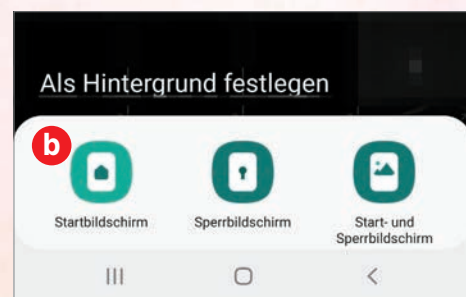 Als Hintergrund festlegen
b
Startbildschirm
Sperrbildschirm
Start- und
Sperrbildschirm